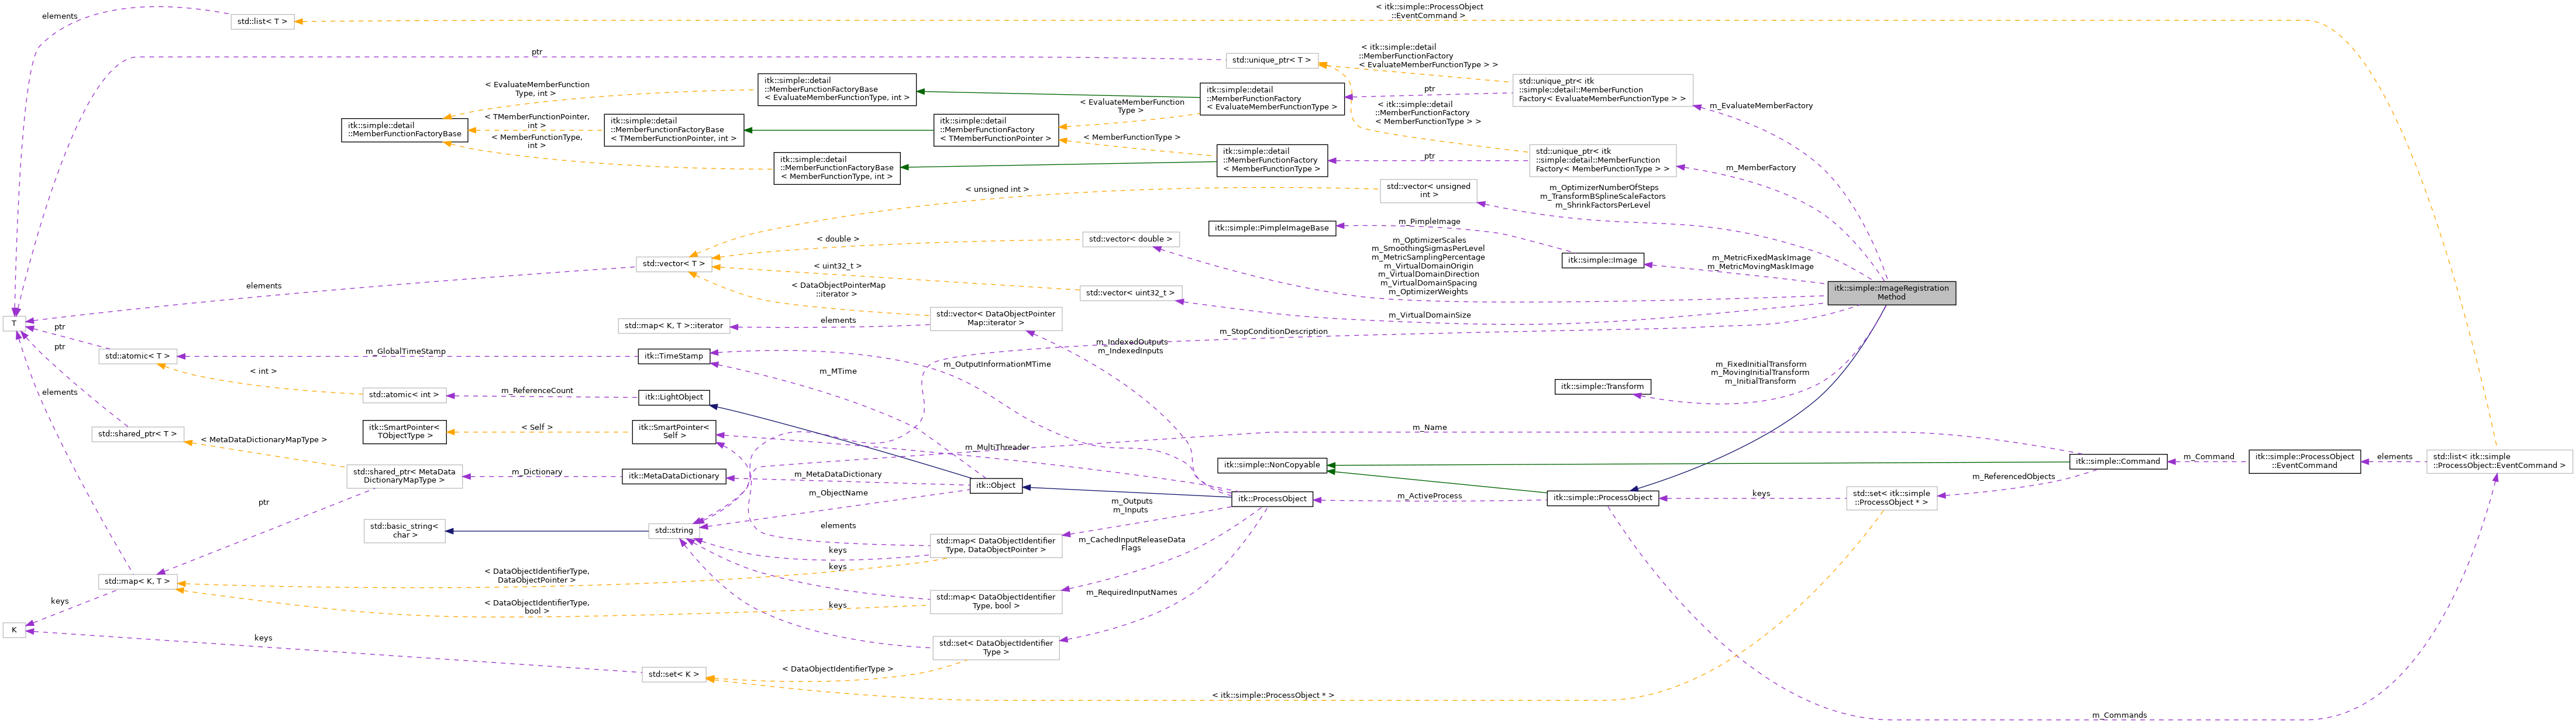 < itk::simple::ProcessObject
::EventCommand >
elements
std::list< T >
ptr
std::unique_ptr< T >
< itk::simple::detail
::MemberFunctionFactory
< EvaluateMemberFunctionType > >
std::unique_ptr< itk
::simple::detail::MemberFunction
Factory< EvaluateMemberFunctionType > >
itk::simple::detail
::MemberFunctionFactoryBase
< EvaluateMemberFunctionType, int >
itk::simple::detail
::MemberFunctionFactory
< EvaluateMemberFunctionType >
ptr
m_EvaluateMemberFactory
< EvaluateMemberFunction
Type, int >
< EvaluateMemberFunction
Type >
< itk::simple::detail
::MemberFunctionFactory
< MemberFunctionType > >
itk::simple::detail
::MemberFunctionFactoryBase
< TMemberFunctionPointer,
int >
itk::simple::detail
::MemberFunctionFactoryBase
< TMemberFunctionPointer, int >
itk::simple::detail
::MemberFunctionFactory
< TMemberFunctionPointer >
< MemberFunctionType,
int >
< MemberFunctionType >
itk::simple::detail
::MemberFunctionFactoryBase
< MemberFunctionType, int >
itk::simple::detail
::MemberFunctionFactory
< MemberFunctionType >
ptr
std::unique_ptr< itk
::simple::detail::MemberFunction
Factory< MemberFunctionType > >
m_MemberFactory
< unsigned int >
std::vector< unsigned
int >
m_OptimizerNumberOfSteps
m_TransformBSplineScaleFactors
m_ShrinkFactorsPerLevel
itk::simple::PimpleImageBase
m_PimpleImage
< double >
std::vector< double >
m_OptimizerScales
m_SmoothingSigmasPerLevel
m_MetricSamplingPercentage
m_VirtualDomainOrigin
m_VirtualDomainDirection
m_VirtualDomainSpacing
m_OptimizerWeights
itk::simple::Image
m_MetricFixedMaskImage
m_MetricMovingMaskImage
std::vector< T >
< uint32_t >
std::vector< uint32_t >
itk::simple::ImageRegistration
Method
elements
< DataObjectPointerMap
::iterator >
m_VirtualDomainSize
T
std::map< K, T >::iterator
elements
std::vector< DataObjectPointer
Map::iterator >
m_StopConditionDescription
ptr
ptr
std::atomic< T >
m_GlobalTimeStamp
itk::TimeStamp
m_IndexedOutputs
m_IndexedInputs
m_OutputInformationMTime
m_MTime
m_FixedInitialTransform
m_MovingInitialTransform
m_InitialTransform
itk::simple::Transform
< int >
std::atomic< int >
m_ReferenceCount
itk::LightObject
elements
std::shared_ptr< T >
< MetaDataDictionaryMapType >
itk::SmartPointer<
TObjectType >
< Self >
itk::SmartPointer<
Self >
m_MultiThreader
m_Name
std::shared_ptr< MetaData
DictionaryMapType >
m_Dictionary
itk::MetaDataDictionary
m_MetaDataDictionary
itk::Object
m_ObjectName
itk::simple::NonCopyable
itk::ProcessObject
m_ActiveProcess
itk::simple::ProcessObject
keys
std::set< itk::simple
::ProcessObject * >
m_ReferencedObjects
itk::simple::Command
m_Command
itk::simple::ProcessObject
::EventCommand
elements
std::list< itk::simple
::ProcessObject::EventCommand >
ptr
std::basic_string<
char >
std::string
m_Outputs
m_Inputs
elements
keys
std::map< DataObjectIdentifier
Type, DataObjectPointer >
m_CachedInputReleaseData
Flags
std::map< K, T >
< DataObjectIdentifierType,
DataObjectPointer >
keys
keys
K
< DataObjectIdentifierType,
bool >
keys
std::map< DataObjectIdentifier
Type, bool >
m_RequiredInputNames
keys
std::set< DataObjectIdentifier
Type >
std::set< K >
< DataObjectIdentifierType >
< itk::simple::ProcessObject * >
m_Commands